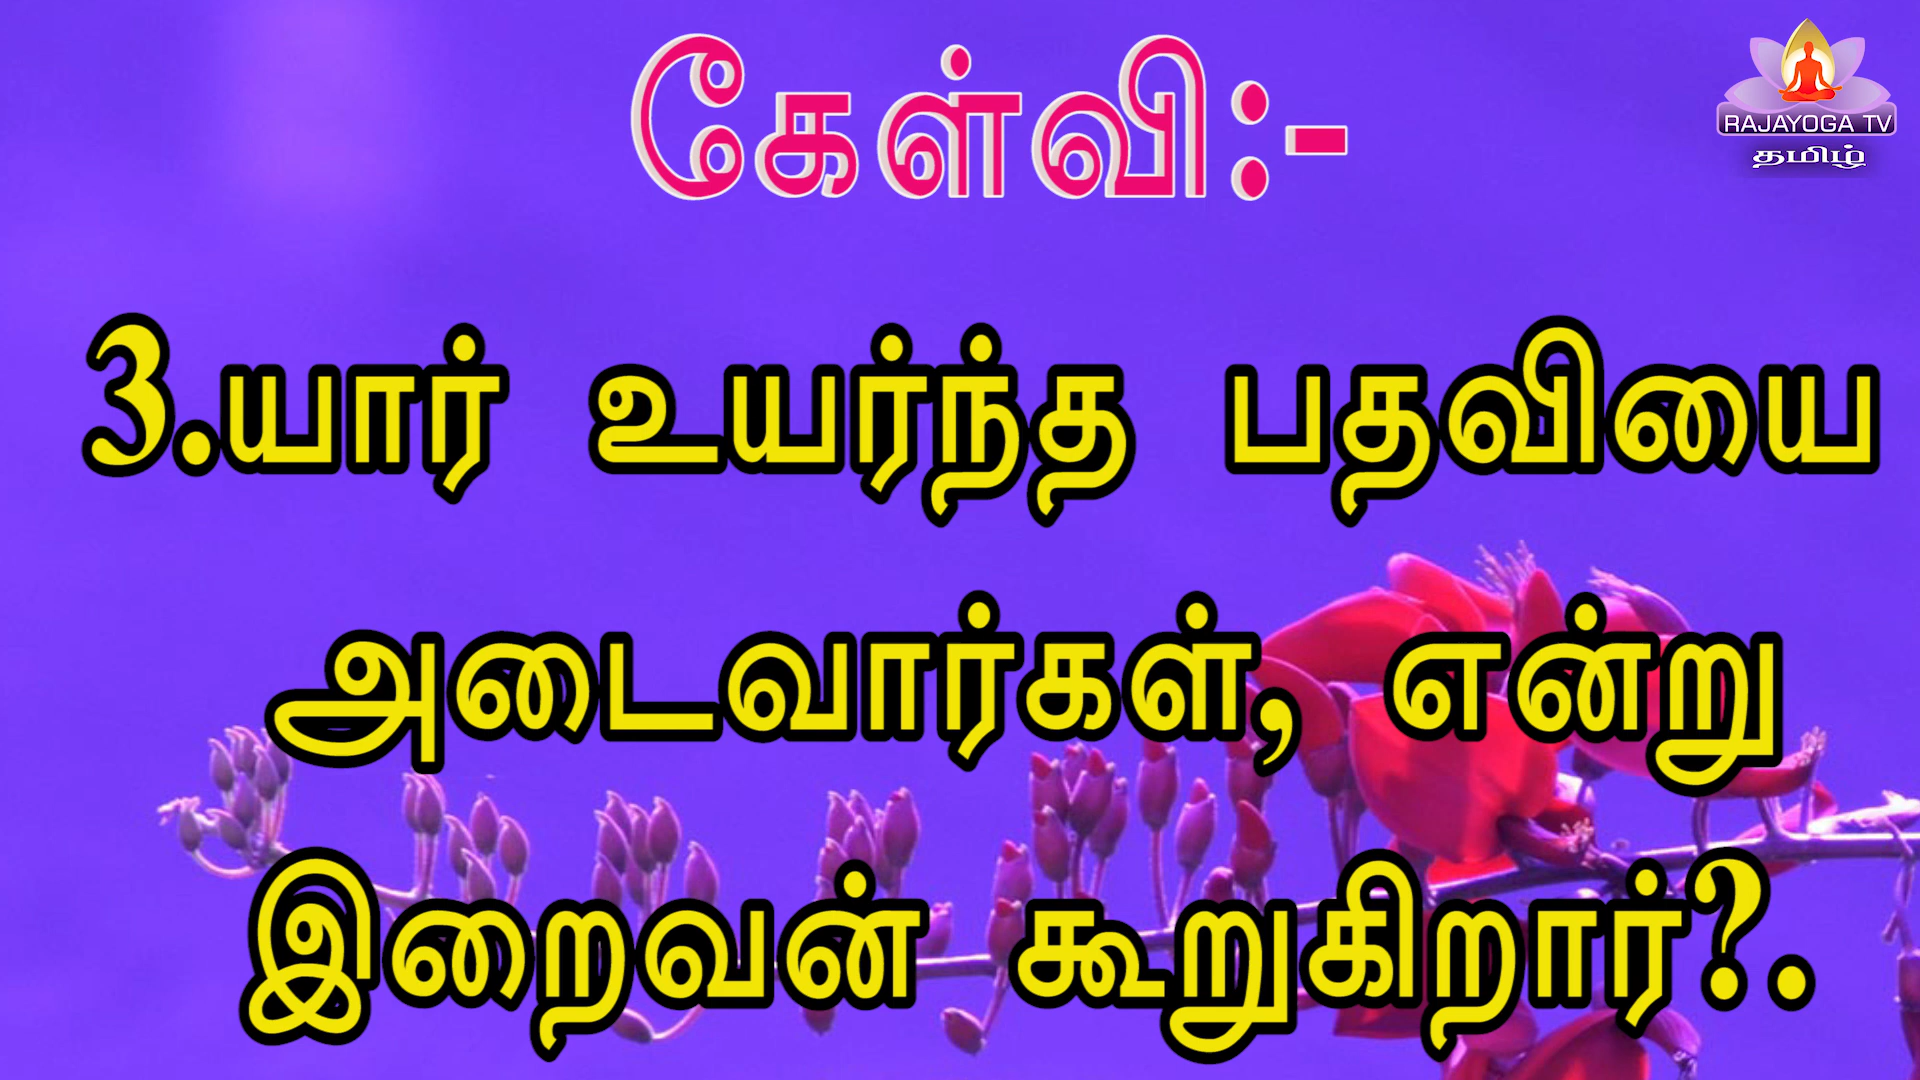 கேள்வி:-
RAJAYOGA TV
தமிழ்
3.யார் உயர்ந்த பதவியை
அடைவார்கள், என்று
இறைவன் கூறுகிறார்?.